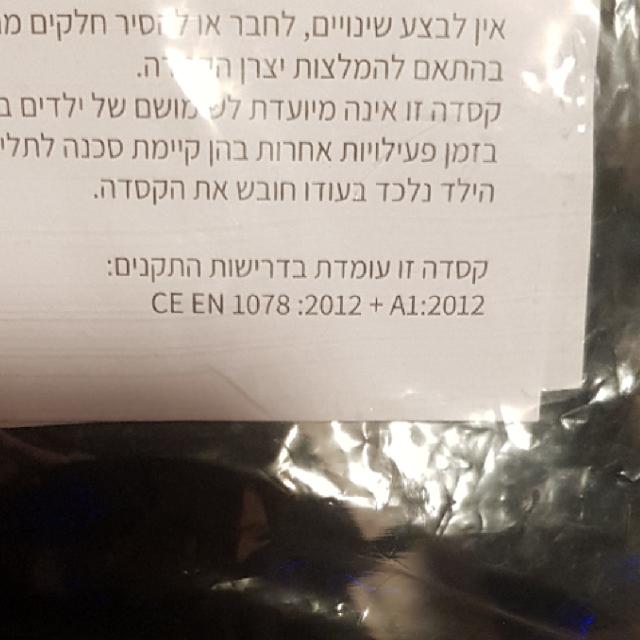 אין לבצע שינויים, לחבר או להסיר חלקים
בהתאם להמלצות יצרן הקסדה.
קסדה זו אינה מיועדת לשימושם של ילדים
בזמן פעילויות אחרות בהן קיימת סכנה
הילד נלכד בעודו חובש את הקסדה.
קסדה זו עומדת בדרישות התקנים:
CE EN 1078 :2012 + A1:2012